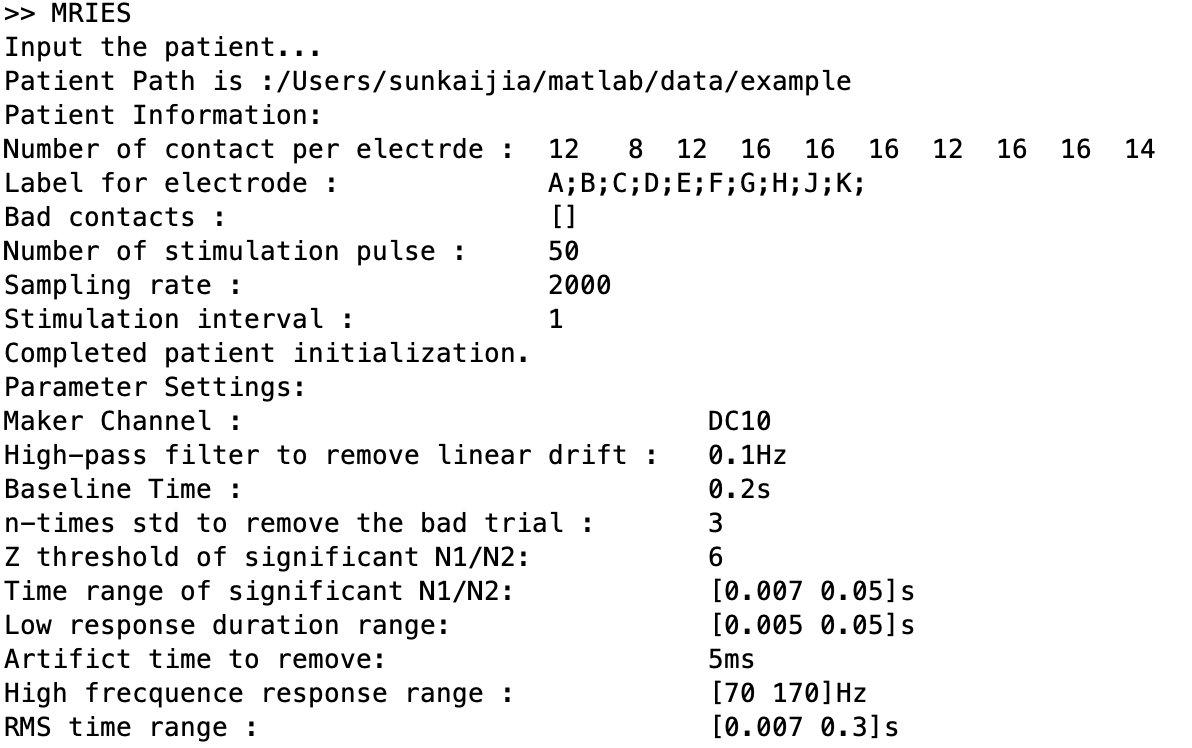 >> MRIES
Input the patient...
Patient Path is :/Users/sunkaijia/matlab/data/example
Patient Information:
Number of contact per electrde : 12 8 12 16 16 16 12 16 16 14
Label for electrode : A;B;C;D;E;F;G;H;J;K;
Bad contacts : []
Number of stimulation pulse : 50
Sampling rate : 2000
Stimulation interval : 1
Completed patient initialization.
Parameter Settings:
Maker Channel : DC10
High-pass filter to remove linear drift : 0.1Hz
Baseline Time : 0.2s
n-times std to remove the bad trial : 3
Z threshold of significant N1/N2: 6
Time range of significant N1/N2: [0.007 0.05]s
Low response duration range: [0.005 0.05]s
Artifict time to remove: 5ms
High frecquence response range : [70 170]Hz
RMS time range : [0.007 0.3]s